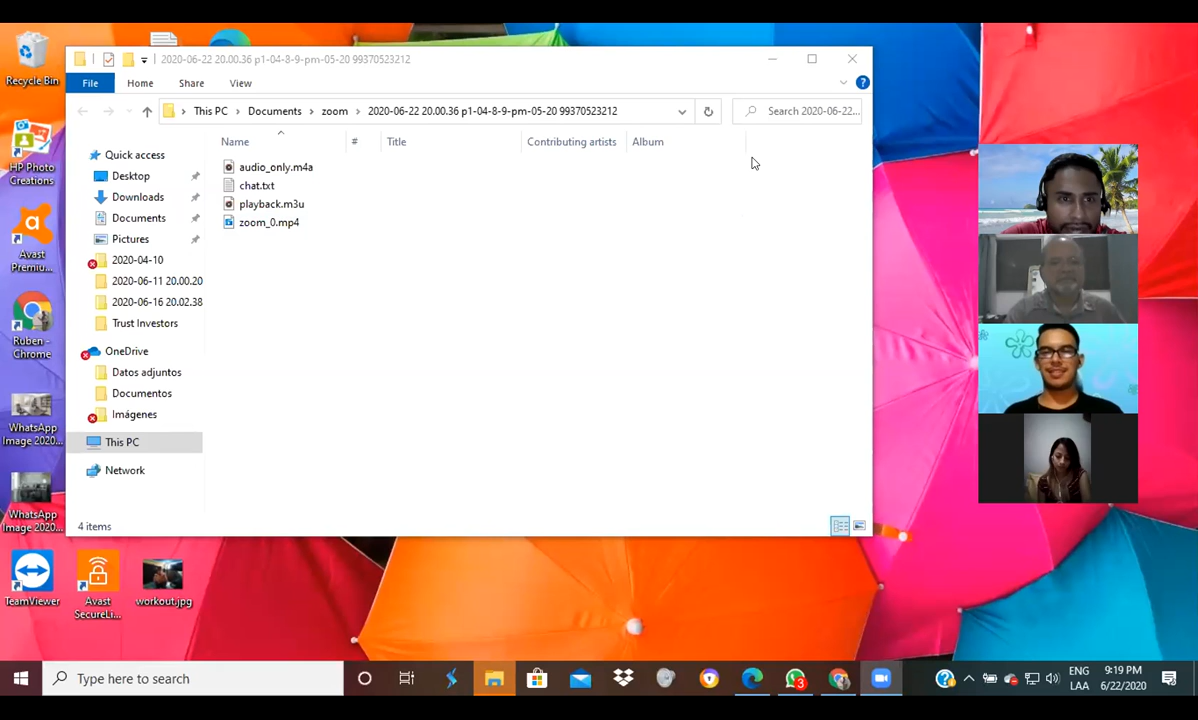 2020-06-22 20.00.36 p1-04-8-9-pm-05-20 99370523212
File
Home
Share
View
This PC
Documents
zoom
2020-06-22 20.00.36 p1-04-8-9-pm-05-20 99370523212
Search 2020-06-22...
Name
#
Title
Contributing artists
Album
audio_only.m4a
chat.txt
playback.m3u
zoom_0.mp4
Quick access
Desktop
Downloads
Documents
Pictures
2020-04-10
2020-06-11 20.00.20
2020-06-16 20.02.38
Trust Investors
OneDrive
Datos adjuntos
Documentos
Imágenes
This PC
Network
4 items
Recycle Bin
HP Photo
Creations
Avast
Premiu...
Ruben -
Chrome
WhatsApp
Image 2020...
WhatsApp
Image 2020...
TeamViewer
Avast
SecureLi...
workout.jpg
Type here to search
3
ENG
LAA
9:19 PM
6/22/2020